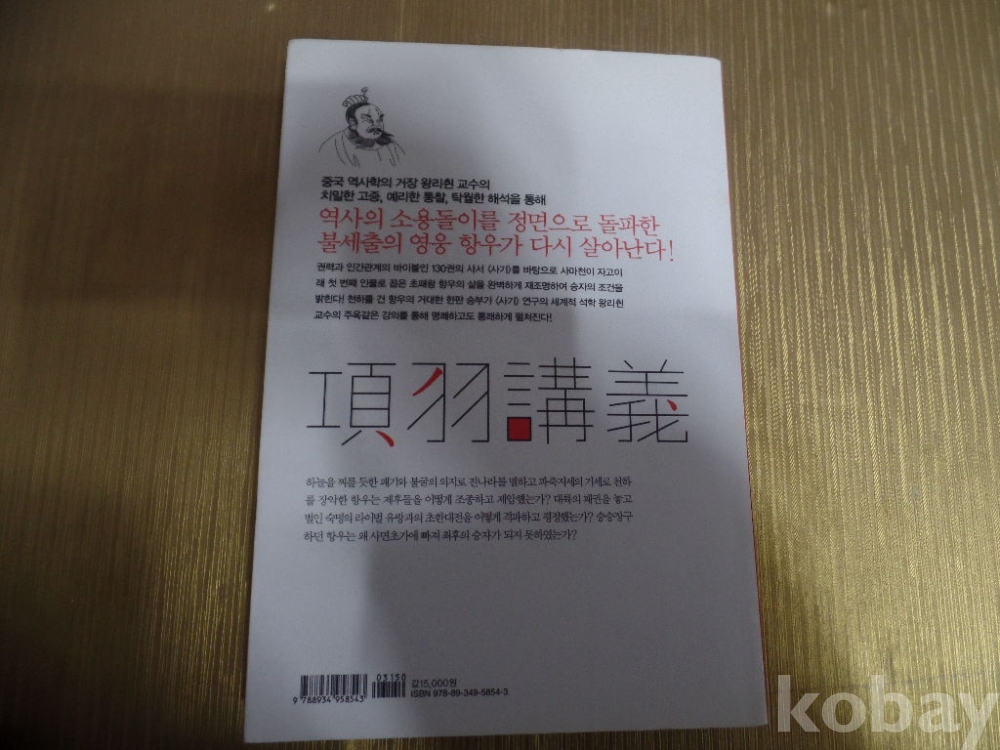 중국 역사학의 거장 왕리췬 교수의
치밀한 고증, 예리한 통찰, 탁월한 해석을 통해
역사의 소용돌이를 정면으로 돌파한
불세출의 영웅 항우가 다시 살아난다!
권력과 인간관계의 바이블인 130권의 사서 〈사기〉를 바탕으로 사마천이 자고이
래 첫 번째 인물로 꼽은 초패왕 항우의 삶을 완벽하게 재조명하여 승자의 조건을
밝힌다! 천하를 건 항우의 거대한 한판 승부가 〈사기〉 연구의 세계적 석학 왕리췬
교수의 주옥같은 강의를 통해 명쾌하고도 통쾌하게 펼쳐진다!
項羽講義
하늘을 찌를 듯한 패기와 불굴의 의지로 진나라를 멸하고 파죽지세의 기세로 천하
를 장악한 항우는 제후들을 어떻게 조종하고 제압했는가? 대륙의 패권을 놓고
벌인 숙명의 라이벌 유방과의 초한대전을 어떻게 격파하고 평정했는가? 승승장구
하던 항우는 왜 사면초가에 빠져 최후의 승자가 되지 못하였는가?
03150
값15,000원
9 788934 958543
ISBN 978-89-349-5854-3
kobay